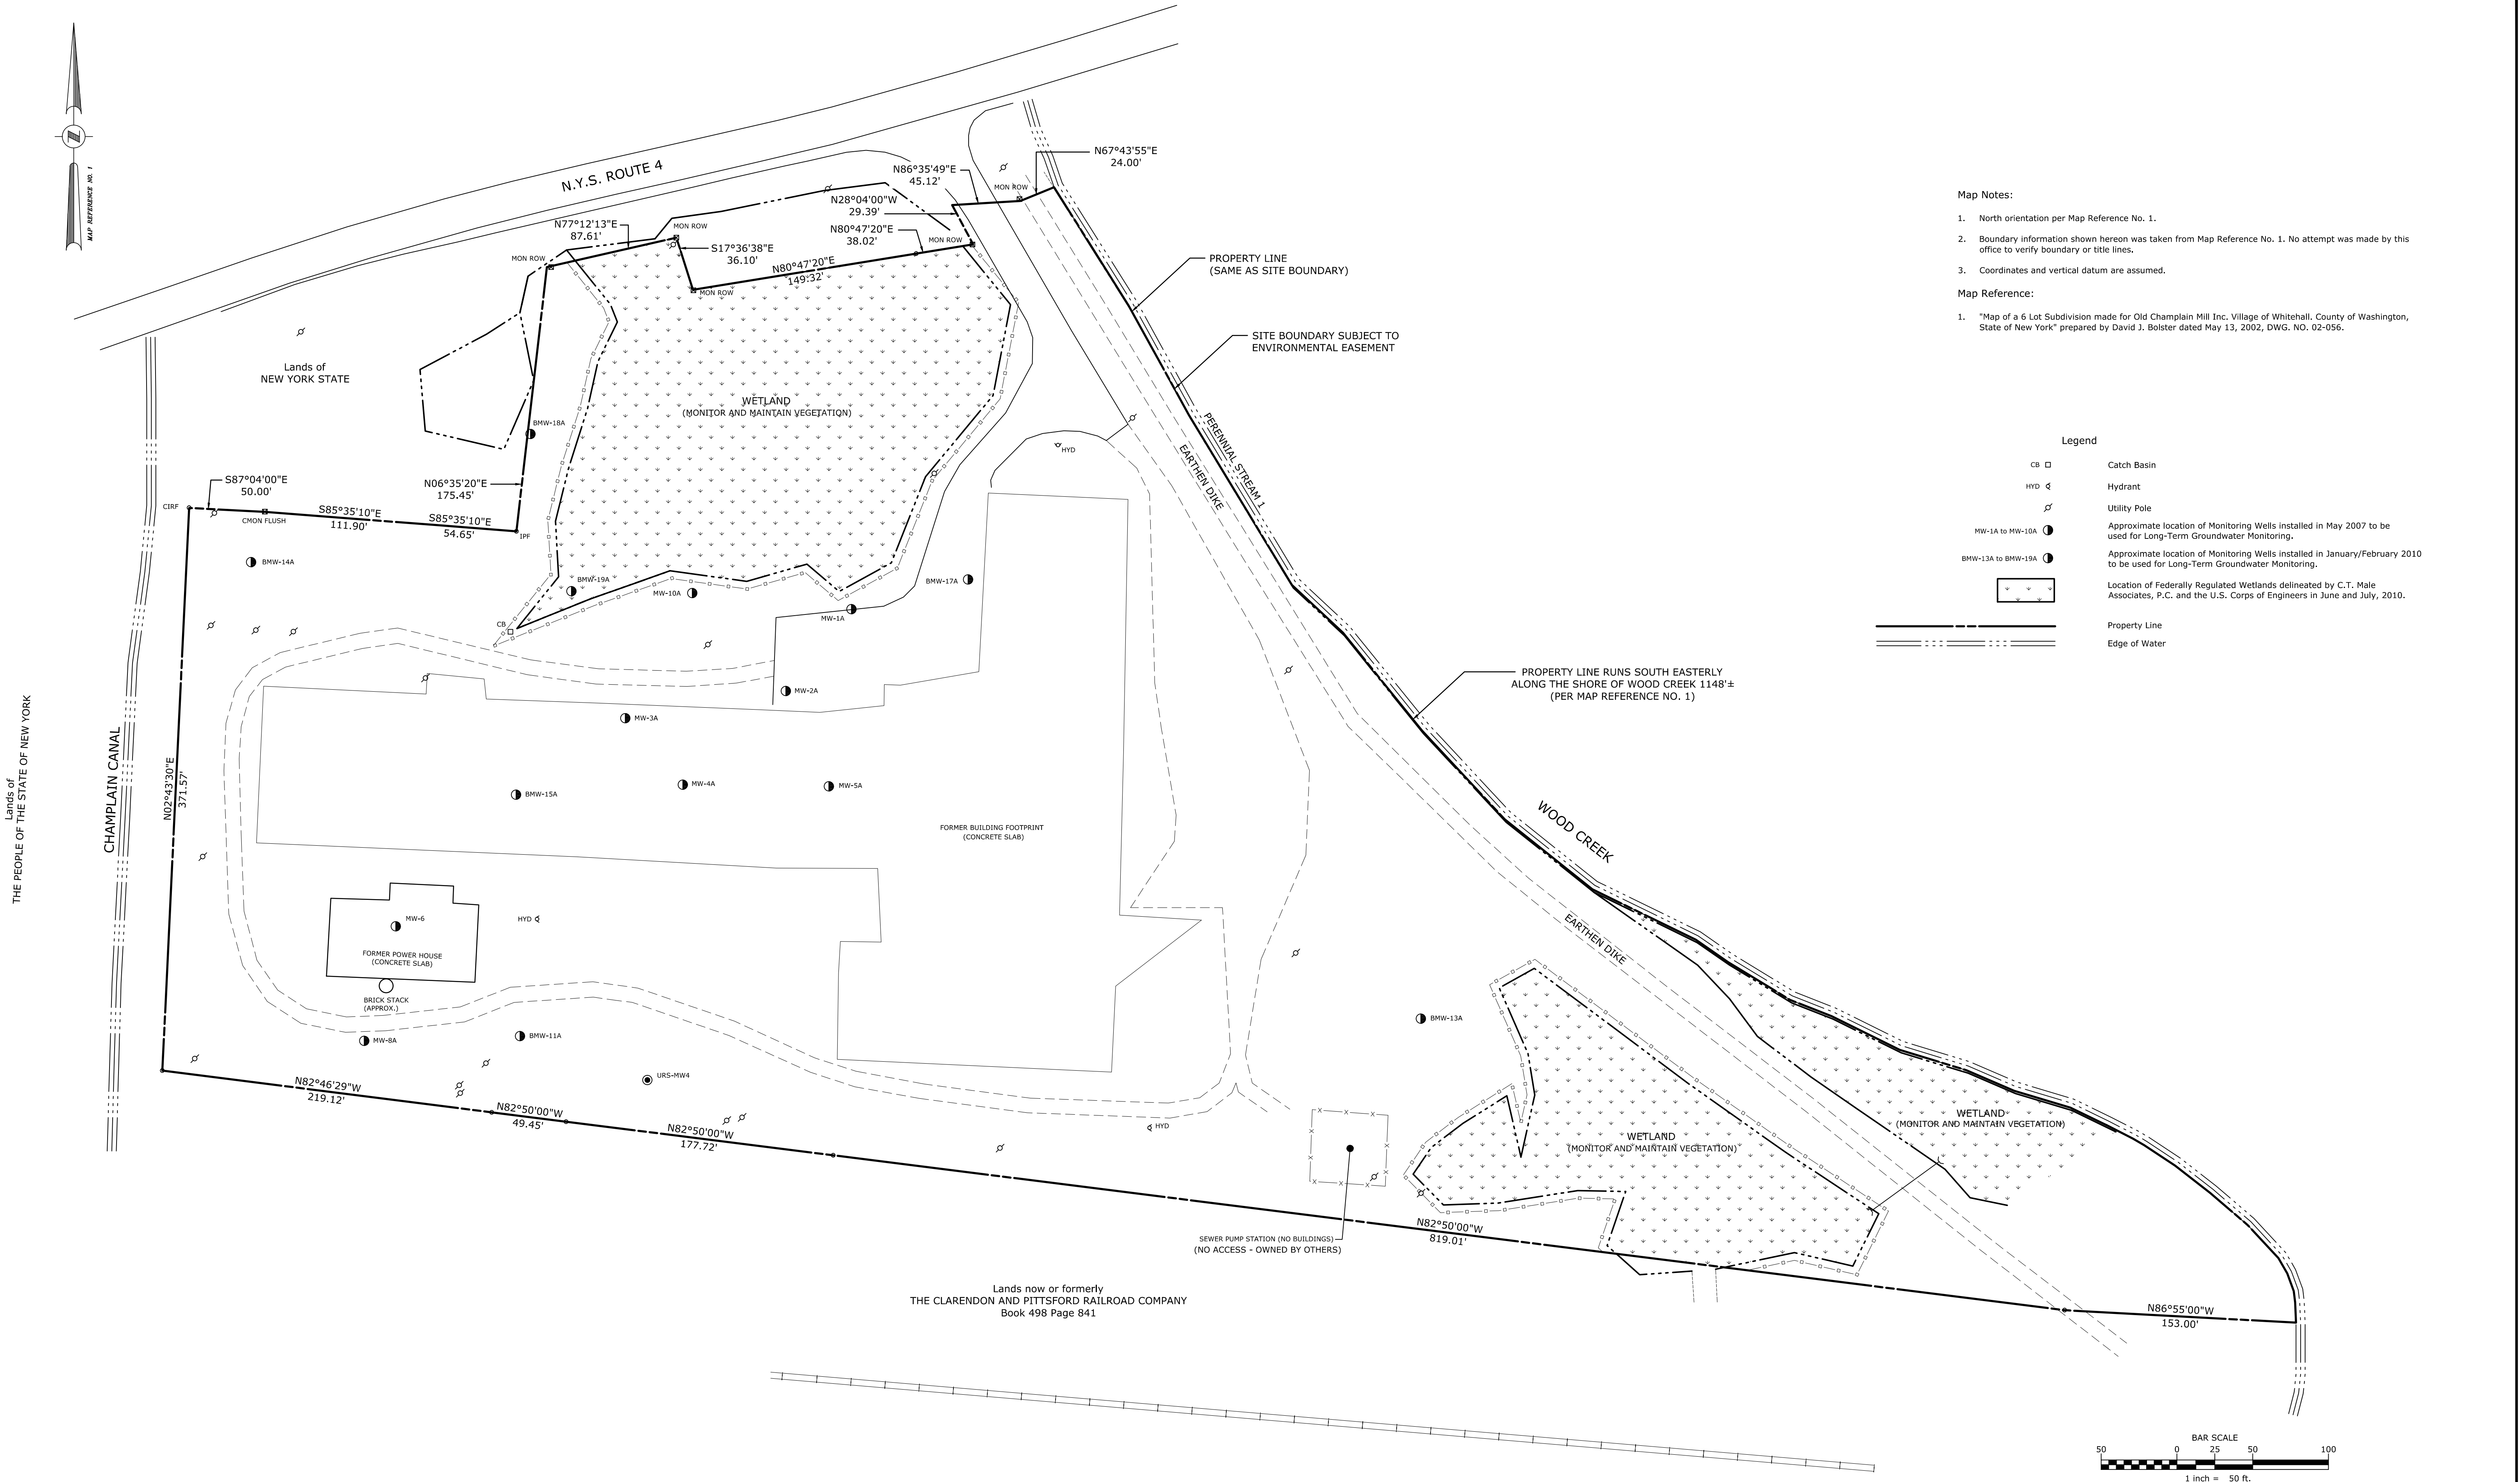 MAP REFERENCE NO. 1
N.Y.S. ROUTE 4
N67°43'55"E
24.00'
N86°35'49"E
45.12'
MON ROW
N28°04'00"W
29.39'
N77°12'13"E
87.61'
MON ROW
N80°47'20"E
38.02'
MON ROW
S17°36'38"E
36.10'
MON ROW
N80°47'20"E
149.32'
MON ROW
PROPERTY LINE
(SAME AS SITE BOUNDARY)
SITE BOUNDARY SUBJECT TO
ENVIRONMENTAL EASEMENT
Lands of
NEW YORK STATE
WETLAND
(MONITOR AND MAINTAIN VEGETATION)
BMW-18A
HYD
PERENNIAL STREAM 1
EARTHEN DIKE
S87°04'00"E
50.00'
N06°35'20"E
175.45'
CIRF
CMON FLUSH
S85°35'10"E
111.90'
S85°35'10"E
54.65'
IPF
BMW-14A
BMW-19A
MW-10A
BMW-17A
MW-1A
CB
MW-2A
MW-3A
MW-4A
MW-5A
BMW-15A
PROPERTY LINE RUNS SOUTH EASTERLY
ALONG THE SHORE OF WOOD CREEK 1148'±
(PER MAP REFERENCE NO. 1)
Lands of
THE PEOPLE OF THE STATE OF NEW YORK
CHAMPLAIN CANAL
N02°43'30"E
371.57'
FORMER BUILDING FOOTPRINT
(CONCRETE SLAB)
WOOD CREEK
MW-6
HYD
FORMER POWER HOUSE
(CONCRETE SLAB)
BRICK STACK
(APPROX.)
EARTHEN DIKE
MW-8A
BMW-11A
BMW-13A
URS-MW4
N82°46'29"W
219.12'
N82°50'00"W
49.45'
N82°50'00"W
177.72'
HYD
WETLAND
(MONITOR AND MAINTAIN VEGETATION)
WETLAND
(MONITOR AND MAINTAIN VEGETATION)
SEWER PUMP STATION (NO BUILDINGS)
(NO ACCESS - OWNED BY OTHERS)
N82°50'00"W
819.01'
N86°55'00"W
153.00'
Lands now or formerly
THE CLARENDON AND PITTSFORD RAILROAD COMPANY
Book 498 Page 841
Map Notes:
1. North orientation per Map Reference No. 1.
2. Boundary information shown hereon was taken from Map Reference No. 1. No attempt was made by this
office to verify boundary or title lines.
3. Coordinates and vertical datum are assumed.
Map Reference:
1. "Map of a 6 Lot Subdivision made for Old Champlain Mill Inc. Village of Whitehall. County of Washington,
State of New York" prepared by David J. Bolster dated May 13, 2002, DWG. NO. 02-056.
Legend
CB Catch Basin
HYD Hydrant
Utility Pole
MW-1A to MW-10A Approximate location of Monitoring Wells installed in May 2007 to be
used for Long-Term Groundwater Monitoring.
BMW-13A to BMW-19A Approximate location of Monitoring Wells installed in January/February 2010
to be used for Long-Term Groundwater Monitoring.
Location of Federally Regulated Wetlands delineated by C.T. Male
Associates, P.C. and the U.S. Corps of Engineers in June and July, 2010.
Property Line
Edge of Water
BAR SCALE
50 0 25 50 100
1 inch = 50 ft.